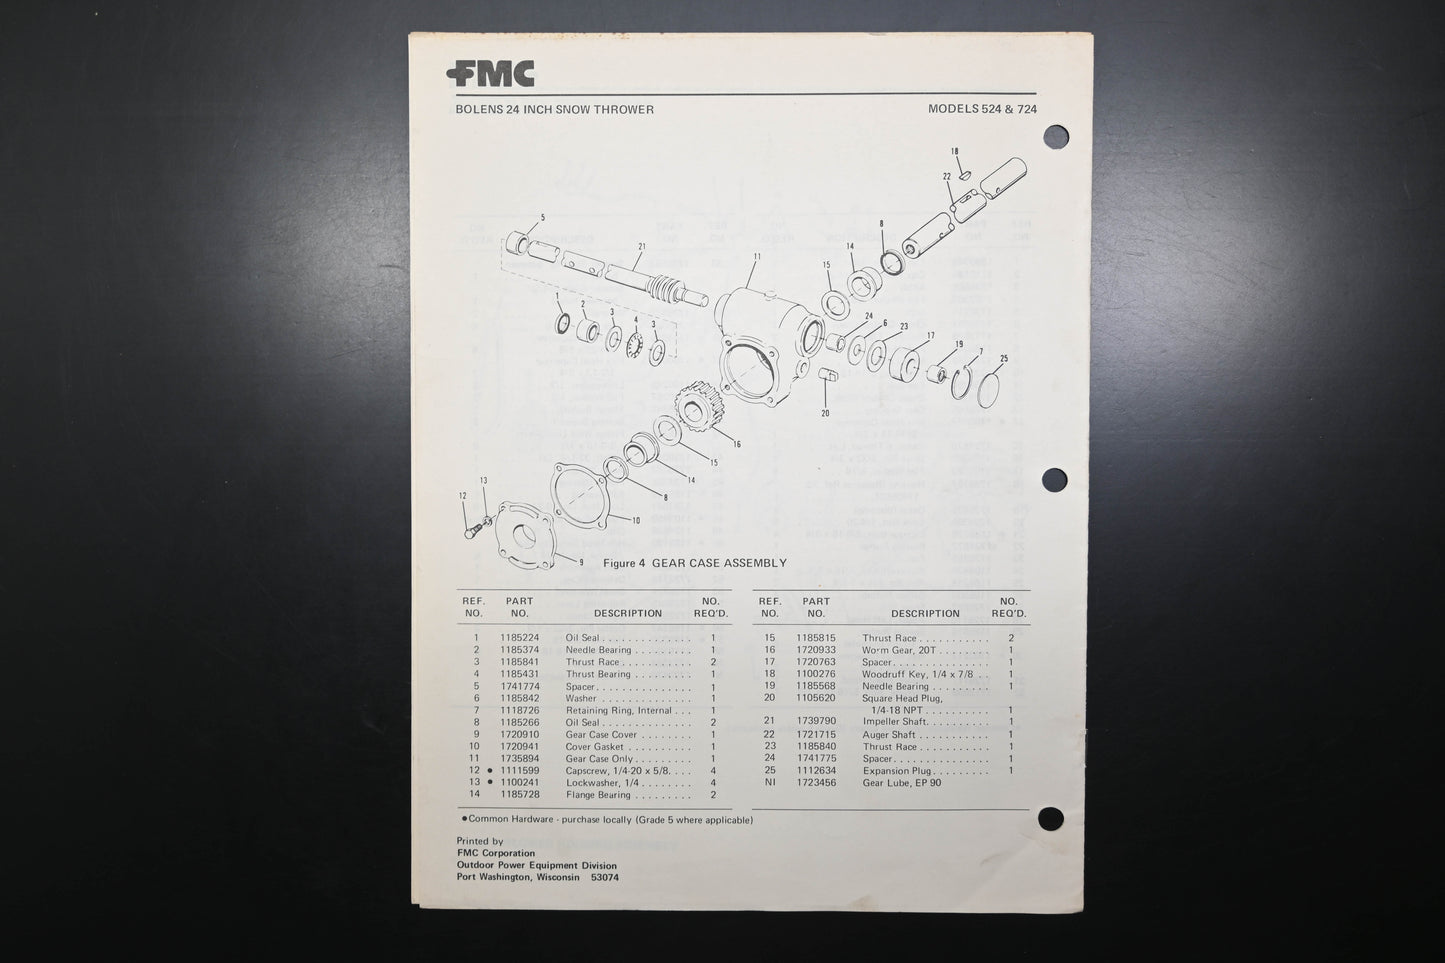 FMC
BOLENS 24 INCH SNOW THROWER
MODELS 524 & 724
18
22
8
5
21
14
11
15
1
2
3
4
3
24
6
23
17
19
7
25
20
16
15
14
8
13
12
10
9
Figure 4 GEAR CASE ASSEMBLY
REF. PART NO.
NO. NO. DESCRIPTION REQ'D.
1 1185224 Oil Seal . . . . . . . . . . . . . . 1
2 1185374 Needle Bearing . . . . . . . . . 1
3 1185841 Thrust Race . . . . . . . . . . . 2
4 1185431 Thrust Bearing . . . . . . . . . 1
5 1741774 Spacer. . . . . . . . . . . . . . . 1
6 1185842 Washer . . . . . . . . . . . . . . 1
7 1118726 Retaining Ring, Internal . . . 1
8 1185266 Oil Seal . . . . . . . . . . . . . . 2
9 1720910 Gear Case Cover . . . . . . . . 1
10 1720941 Cover Gasket . . . . . . . . . . 1
11 1735894 Gear Case Only . . . . . . . . . 1
12 ● 1111599 Capscrew, 1/4-20 x 5/8. . . . 4
13 ● 1100241 Lockwasher, 1/4 . . . . . . . . 4
14 1185728 Flange Bearing . . . . . . . . . 2
REF. PART NO.
NO. NO. DESCRIPTION REQ'D.
15 1185815 Thrust Race . . . . . . . . . . . 2
16 1720933 Worm Gear, 20T . . . . . . . . 1
17 1720763 Spacer. . . . . . . . . . . . . . . 1
18 1100276 Woodruff Key, 1/4 x 7/8 . . 1
19 1185568 Needle Bearing . . . . . . . . . 1
20 1105620 Square Head Plug,
1/4-18 NPT . . . . . . . . . . 1
21 1739790 Impeller Shaft. . . . . . . . . . 1
22 1721715 Auger Shaft . . . . . . . . . . . 1
23 1185840 Thrust Race . . . . . . . . . . . 1
24 1741775 Spacer. . . . . . . . . . . . . . . 1
25 1112634 Expansion Plug . . . . . . . . . 1
NI 1723456 Gear Lube, EP 90
● Common Hardware - purchase locally (Grade 5 where applicable)
Printed by
FMC Corporation
Outdoor Power Equipment Division
Port Washington, Wisconsin 53074